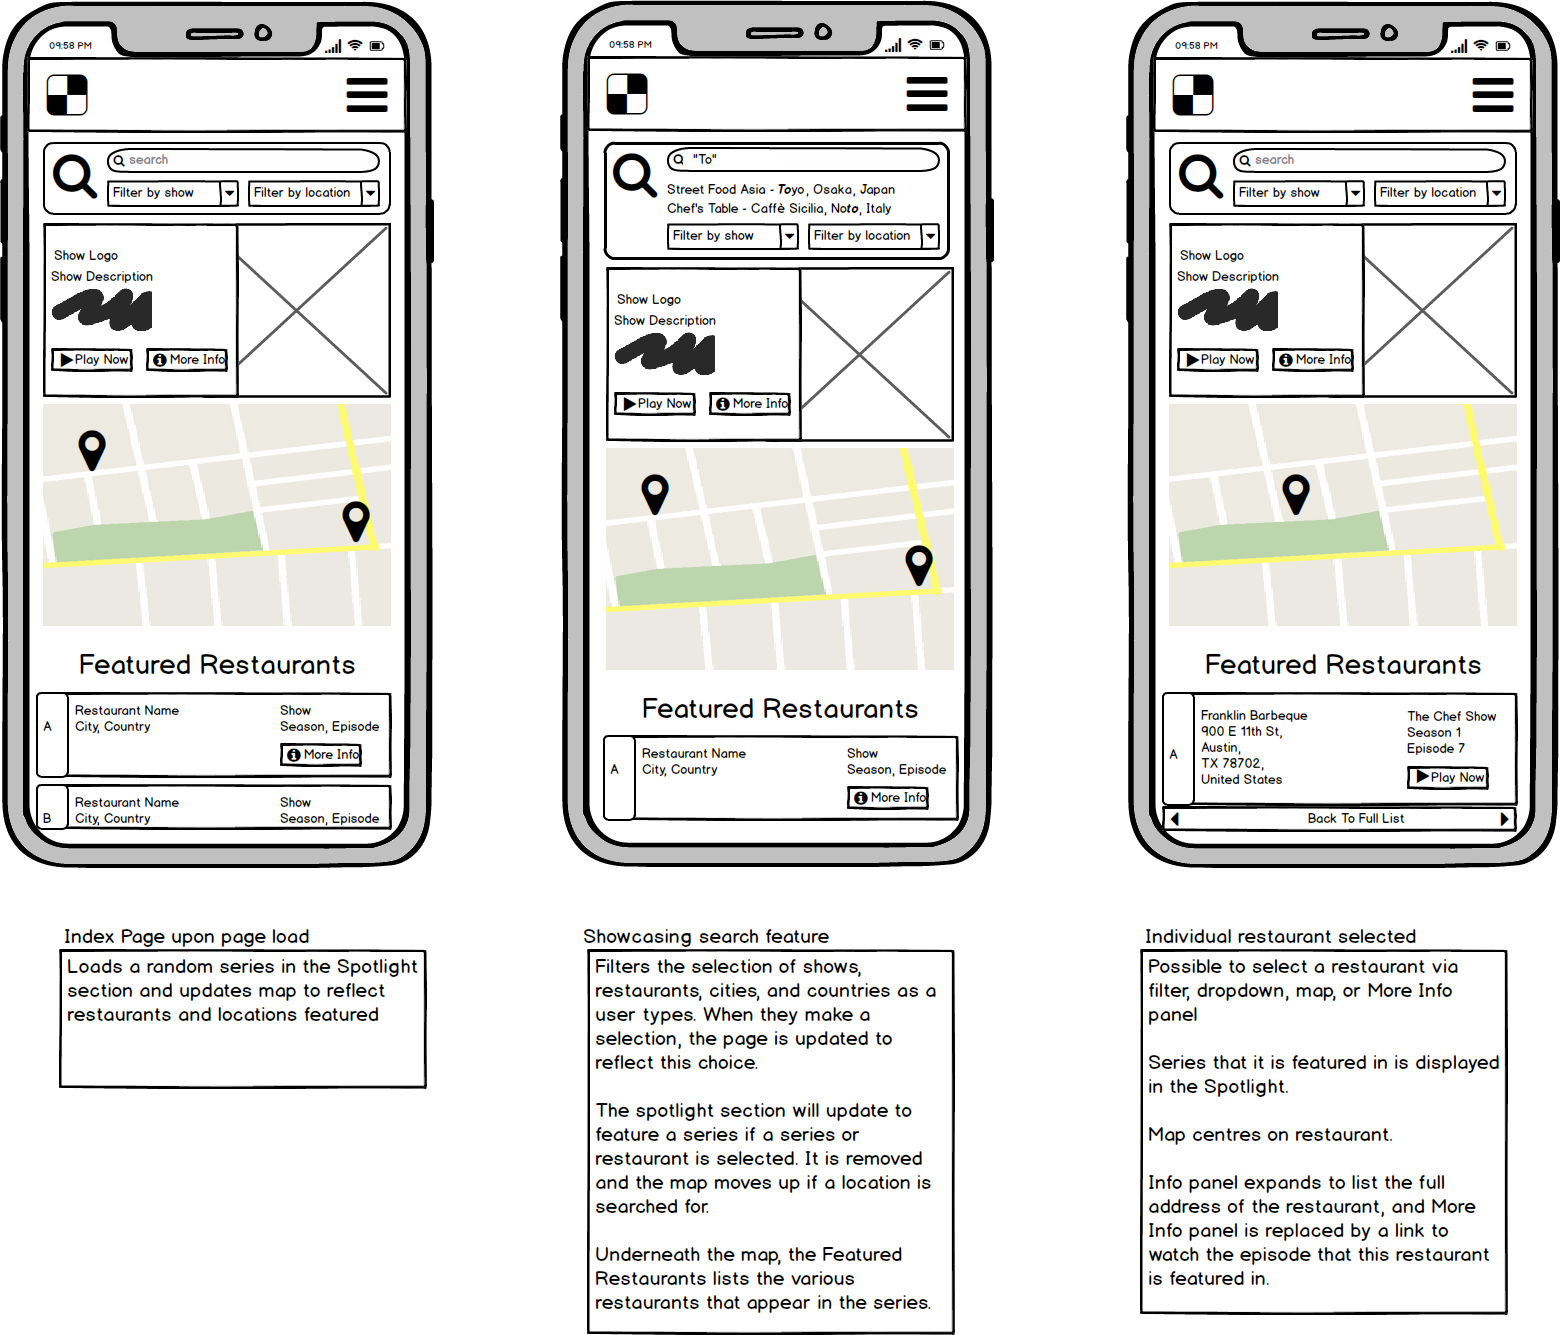 09:58 PM
search
Filter by show
Filter by location
Show Logo
Show Description
Play Now
More Info
Featured Restaurants
A
Restaurant Name
City, Country
Show
Season, Episode
More Info
B
Restaurant Name
City, Country
Show
Season, Episode
Index Page upon page load
Loads a random series in the Spotlight
section and updates map to reflect
restaurants and locations featured
09:58 PM
"To"
Street Food Asia - Toyo, Osaka, Japan
Chef's Table - Caffè Sicilia, Noto, Italy
Filter by show
Filter by location
Show Logo
Show Description
Play Now
More Info
Featured Restaurants
A
Restaurant Name
City, Country
Show
Season, Episode
More Info
Showcasing search feature
Filters the selection of shows,
restaurants, cities, and countries as a
user types. When they make a
selection, the page is updated to
reflect this choice.
The spotlight section will update to
feature a series if a series or
restaurant is selected. It is removed
and the map moves up if a location is
searched for.
Underneath the map, the Featured
Restaurants lists the various
restaurants that appear in the series.
09:58 PM
search
Filter by show
Filter by location
Show Logo
Show Description
Play Now
More Info
Featured Restaurants
A
Franklin Barbeque
900 E 11th St,
Austin,
TX 78702,
United States
The Chef Show
Season 1
Episode 7
Play Now
Back To Full List
Individual restaurant selected
Possible to select a restaurant via
filter, dropdown, map, or More Info
panel
Series that it is featured in is displayed
in the Spotlight.
Map centres on restaurant.
Info panel expands to list the full
address of the restaurant, and More
Info panel is replaced by a link to
watch the episode that this restaurant
is featured in.